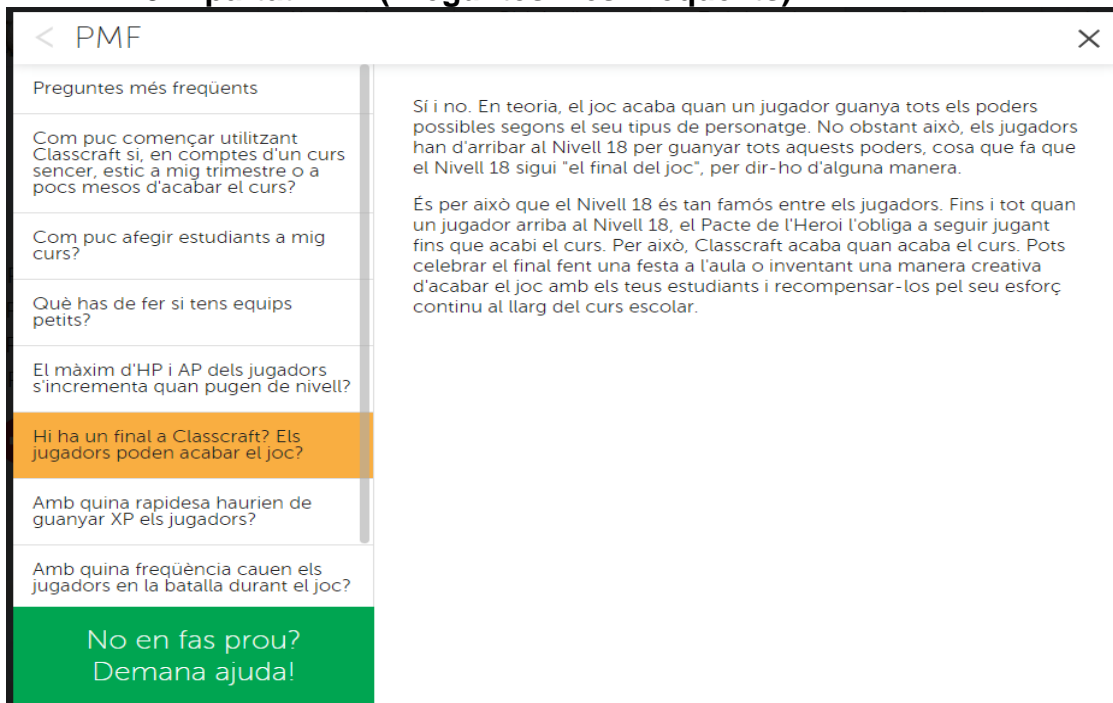 PMF
Preguntes més freqüents
Com puc començar utilitzant
Classcraft si, en comptes d'un curs
sencer, estic a mig trimestre o a
pocs mesos d'acabar el curs?
Com puc afegir estudiants a mig
curs?
Què has de fer si tens equips
petits?
El màxim d'HP i AP dels jugadors
s'incrementa quan pugen de nivell?
Hi ha un final a Classcraft? Els
jugadors poden acabar el joc?
Amb quina rapidesa haurien de
guanyar XP els jugadors?
Amb quina freqüència cauen els
jugadors en la batalla durant el joc?
No en fas prou?
Demana ajuda!
Sí i no. En teoria, el joc acaba quan un jugador guanya tots els poders
possibles segons el seu tipus de personatge. No obstant això, els jugadors
han d'arribar al Nivell 18 per guanyar tots aquests poders, cosa que fa que
el Nivell 18 sigui "el final del joc", per dir-ho d'alguna manera.
És per això que el Nivell 18 és tan famós entre els jugadors. Fins i tot quan
un jugador arriba al Nivell 18, el Pacte de l'Heroi l'obliga a seguir jugant
fins que acabi el curs. Per això, Classcraft acaba quan acaba el curs. Pots
celebrar el final fent una festa a l'aula o inventant una manera creativa
d'acabar el joc amb els teus estudiants i recompensar-los pel seu esforç
continu al llarg del curs escolar.